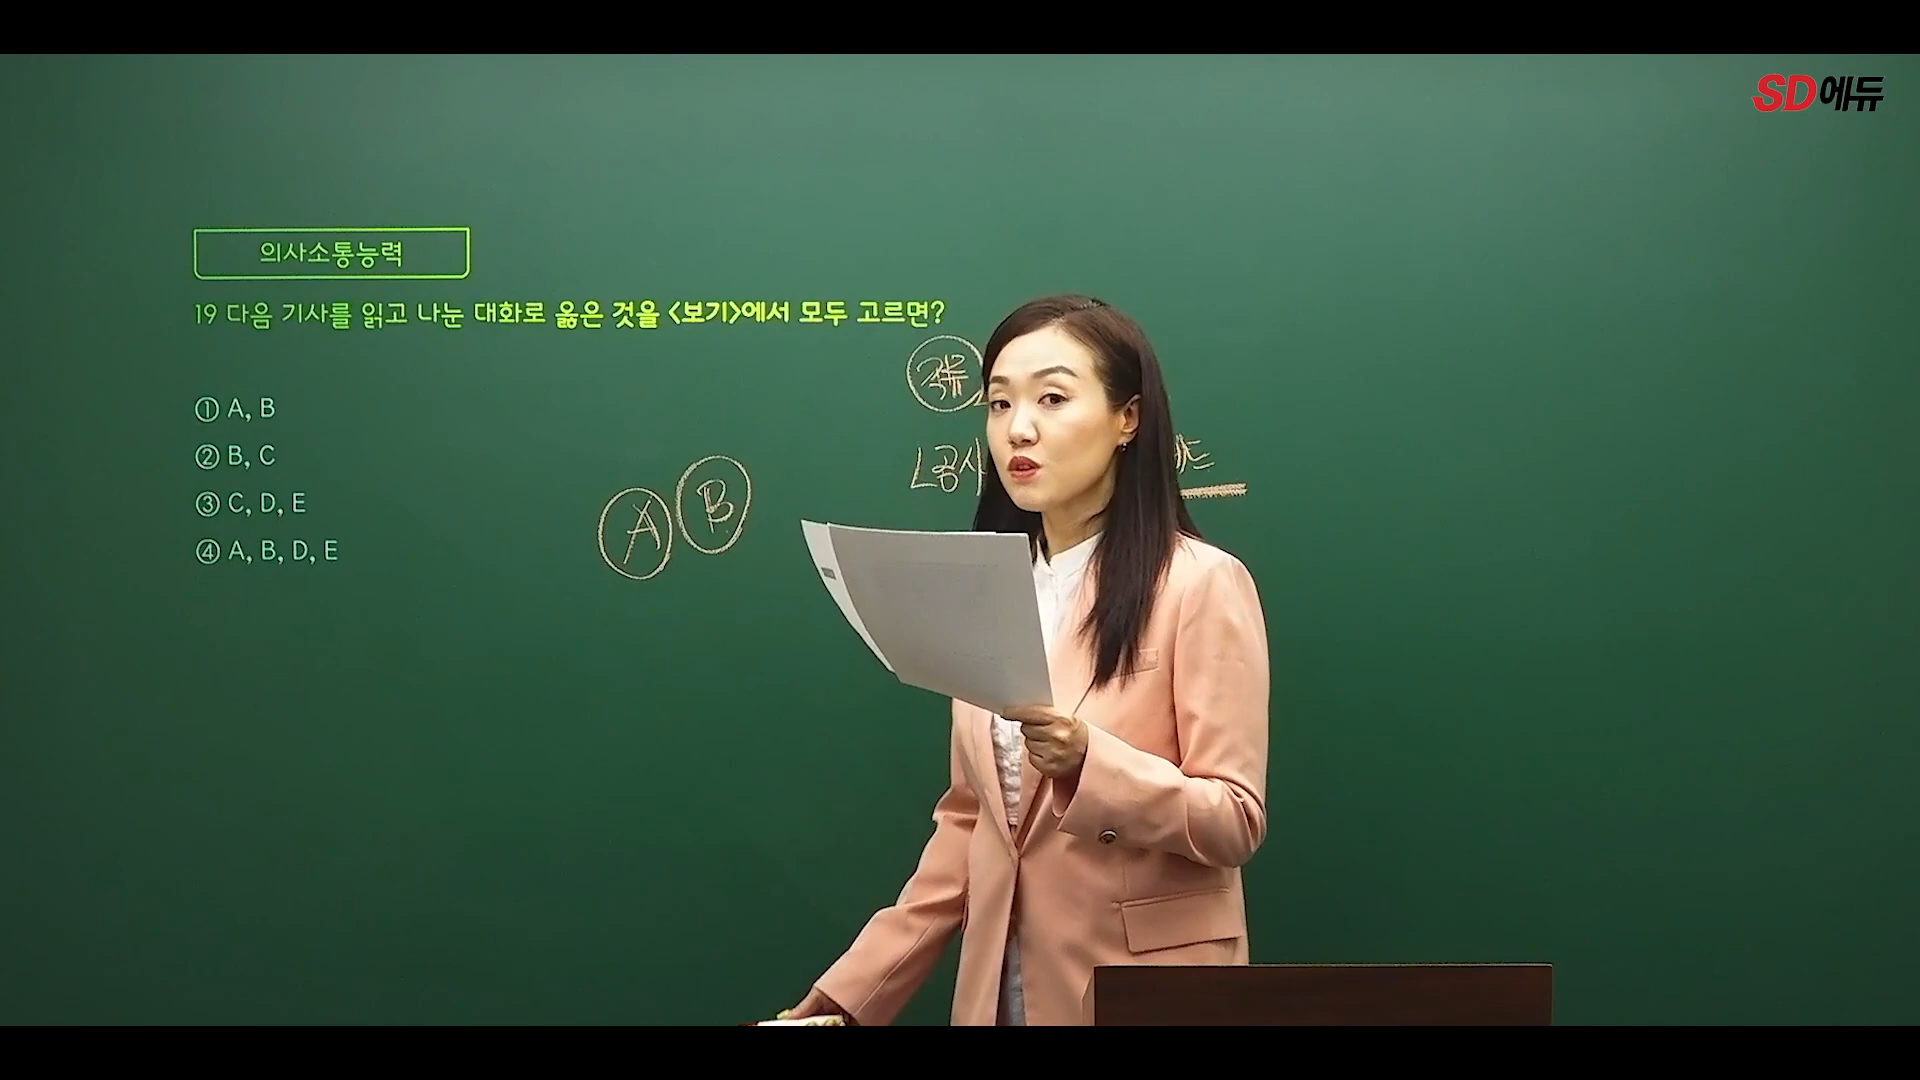 SD에듀
의사소통능력
19 다음 기사를 읽고 나눈 대화로 옳은 것을 <보기>에서 모두 고르면?
① A, B
② B, C
③ C, D, E
④ A, B, D, E
A B
공사